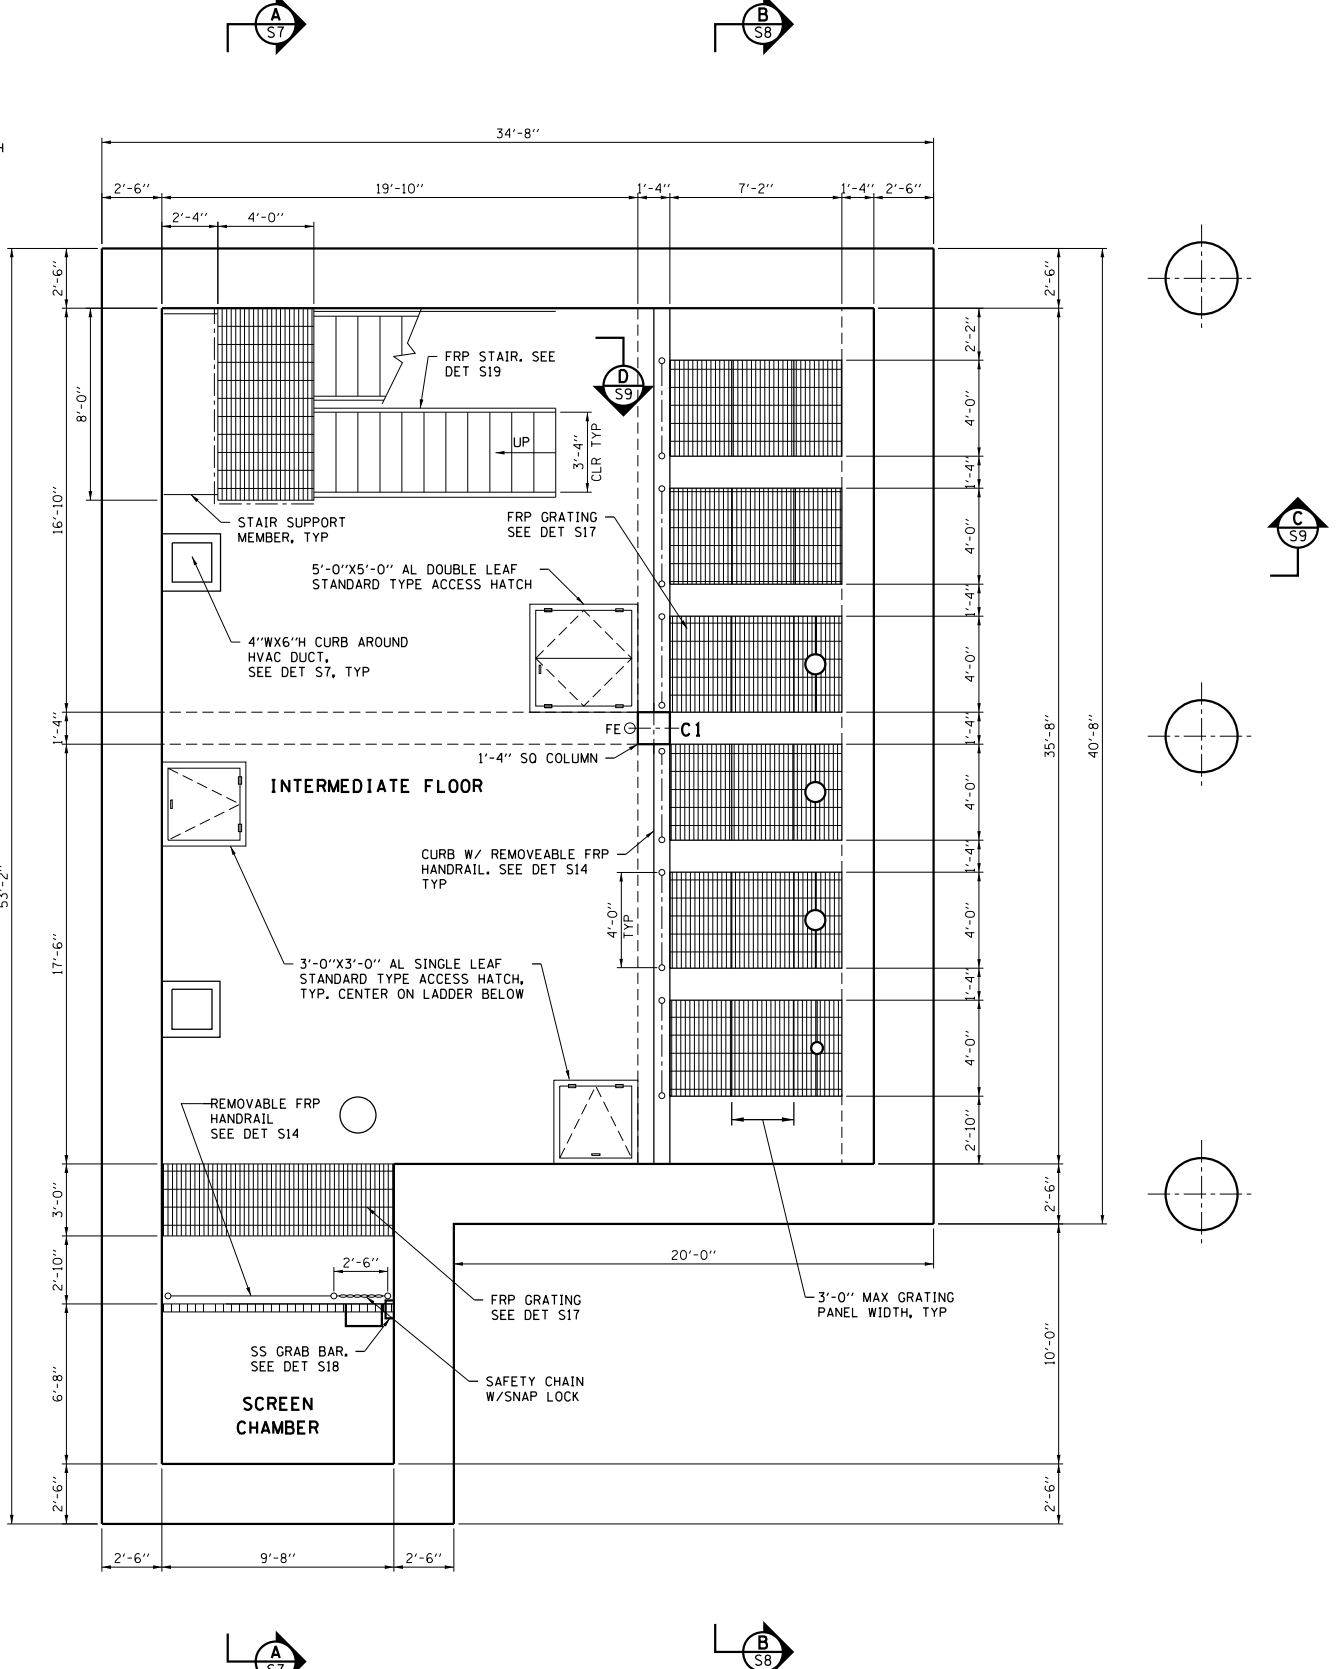 A
S7
B
S8
H
34'-8"
2'-6"
19'-10"
1'-4"
7'-2"
1'-4"
2'-6"
2'-4"
4'-0"
2'-6"
2'-6"
2'-2"
8'-0"
FRP STAIR. SEE
DET S19
D
S9
4'-0"
UP
3'-4"
CLR TYP
1'-4"
16'-10"
STAIR SUPPORT
MEMBER, TYP
FRP GRATING
SEE DET S17
4'-0"
C
S9
5'-0"X5'-0" AL DOUBLE LEAF
STANDARD TYPE ACCESS HATCH
1'-4"
4"WX6"H CURB AROUND
HVAC DUCT,
SEE DET S7, TYP
4'-0"
1'-4"
FE
C1
1'-4"
35'-8"
40'-8"
1'-4" SQ COLUMN
INTERMEDIATE FLOOR
4'-0"
CURB W/ REMOVEABLE FRP
HANDRAIL. SEE DET S14
TYP
1'-4"
53'-2"
4'-0"
TYP
4'-0"
17'-6"
3'-0"X3'-0" AL SINGLE LEAF
STANDARD TYPE ACCESS HATCH,
TYP. CENTER ON LADDER BELOW
1'-4"
4'-0"
REMOVABLE FRP
HANDRAIL
SEE DET S14
2'-10"
3'-0"
2'-6"
20'-0"
2'-10"
2'-6"
FRP GRATING
SEE DET S17
3'-0" MAX GRATING
PANEL WIDTH, TYP
SS GRAB BAR.
SEE DET S18
10'-0"
6'-8"
SAFETY CHAIN
W/SNAP LOCK
SCREEN
CHAMBER
2'-6"
2'-6"
2'-6"
9'-8"
2'-6"
A
S7
B
S8